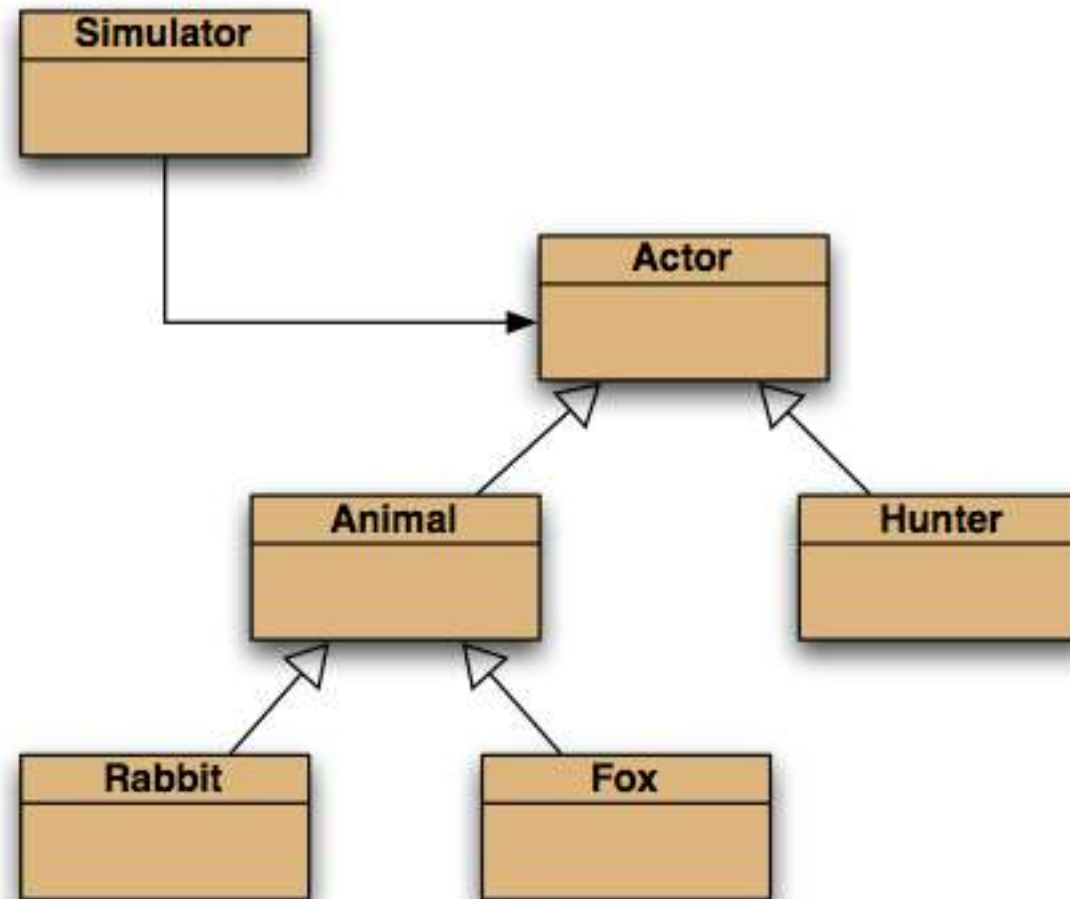 Simulator
Actor
Animal
Hunter
Rabbit
Fox